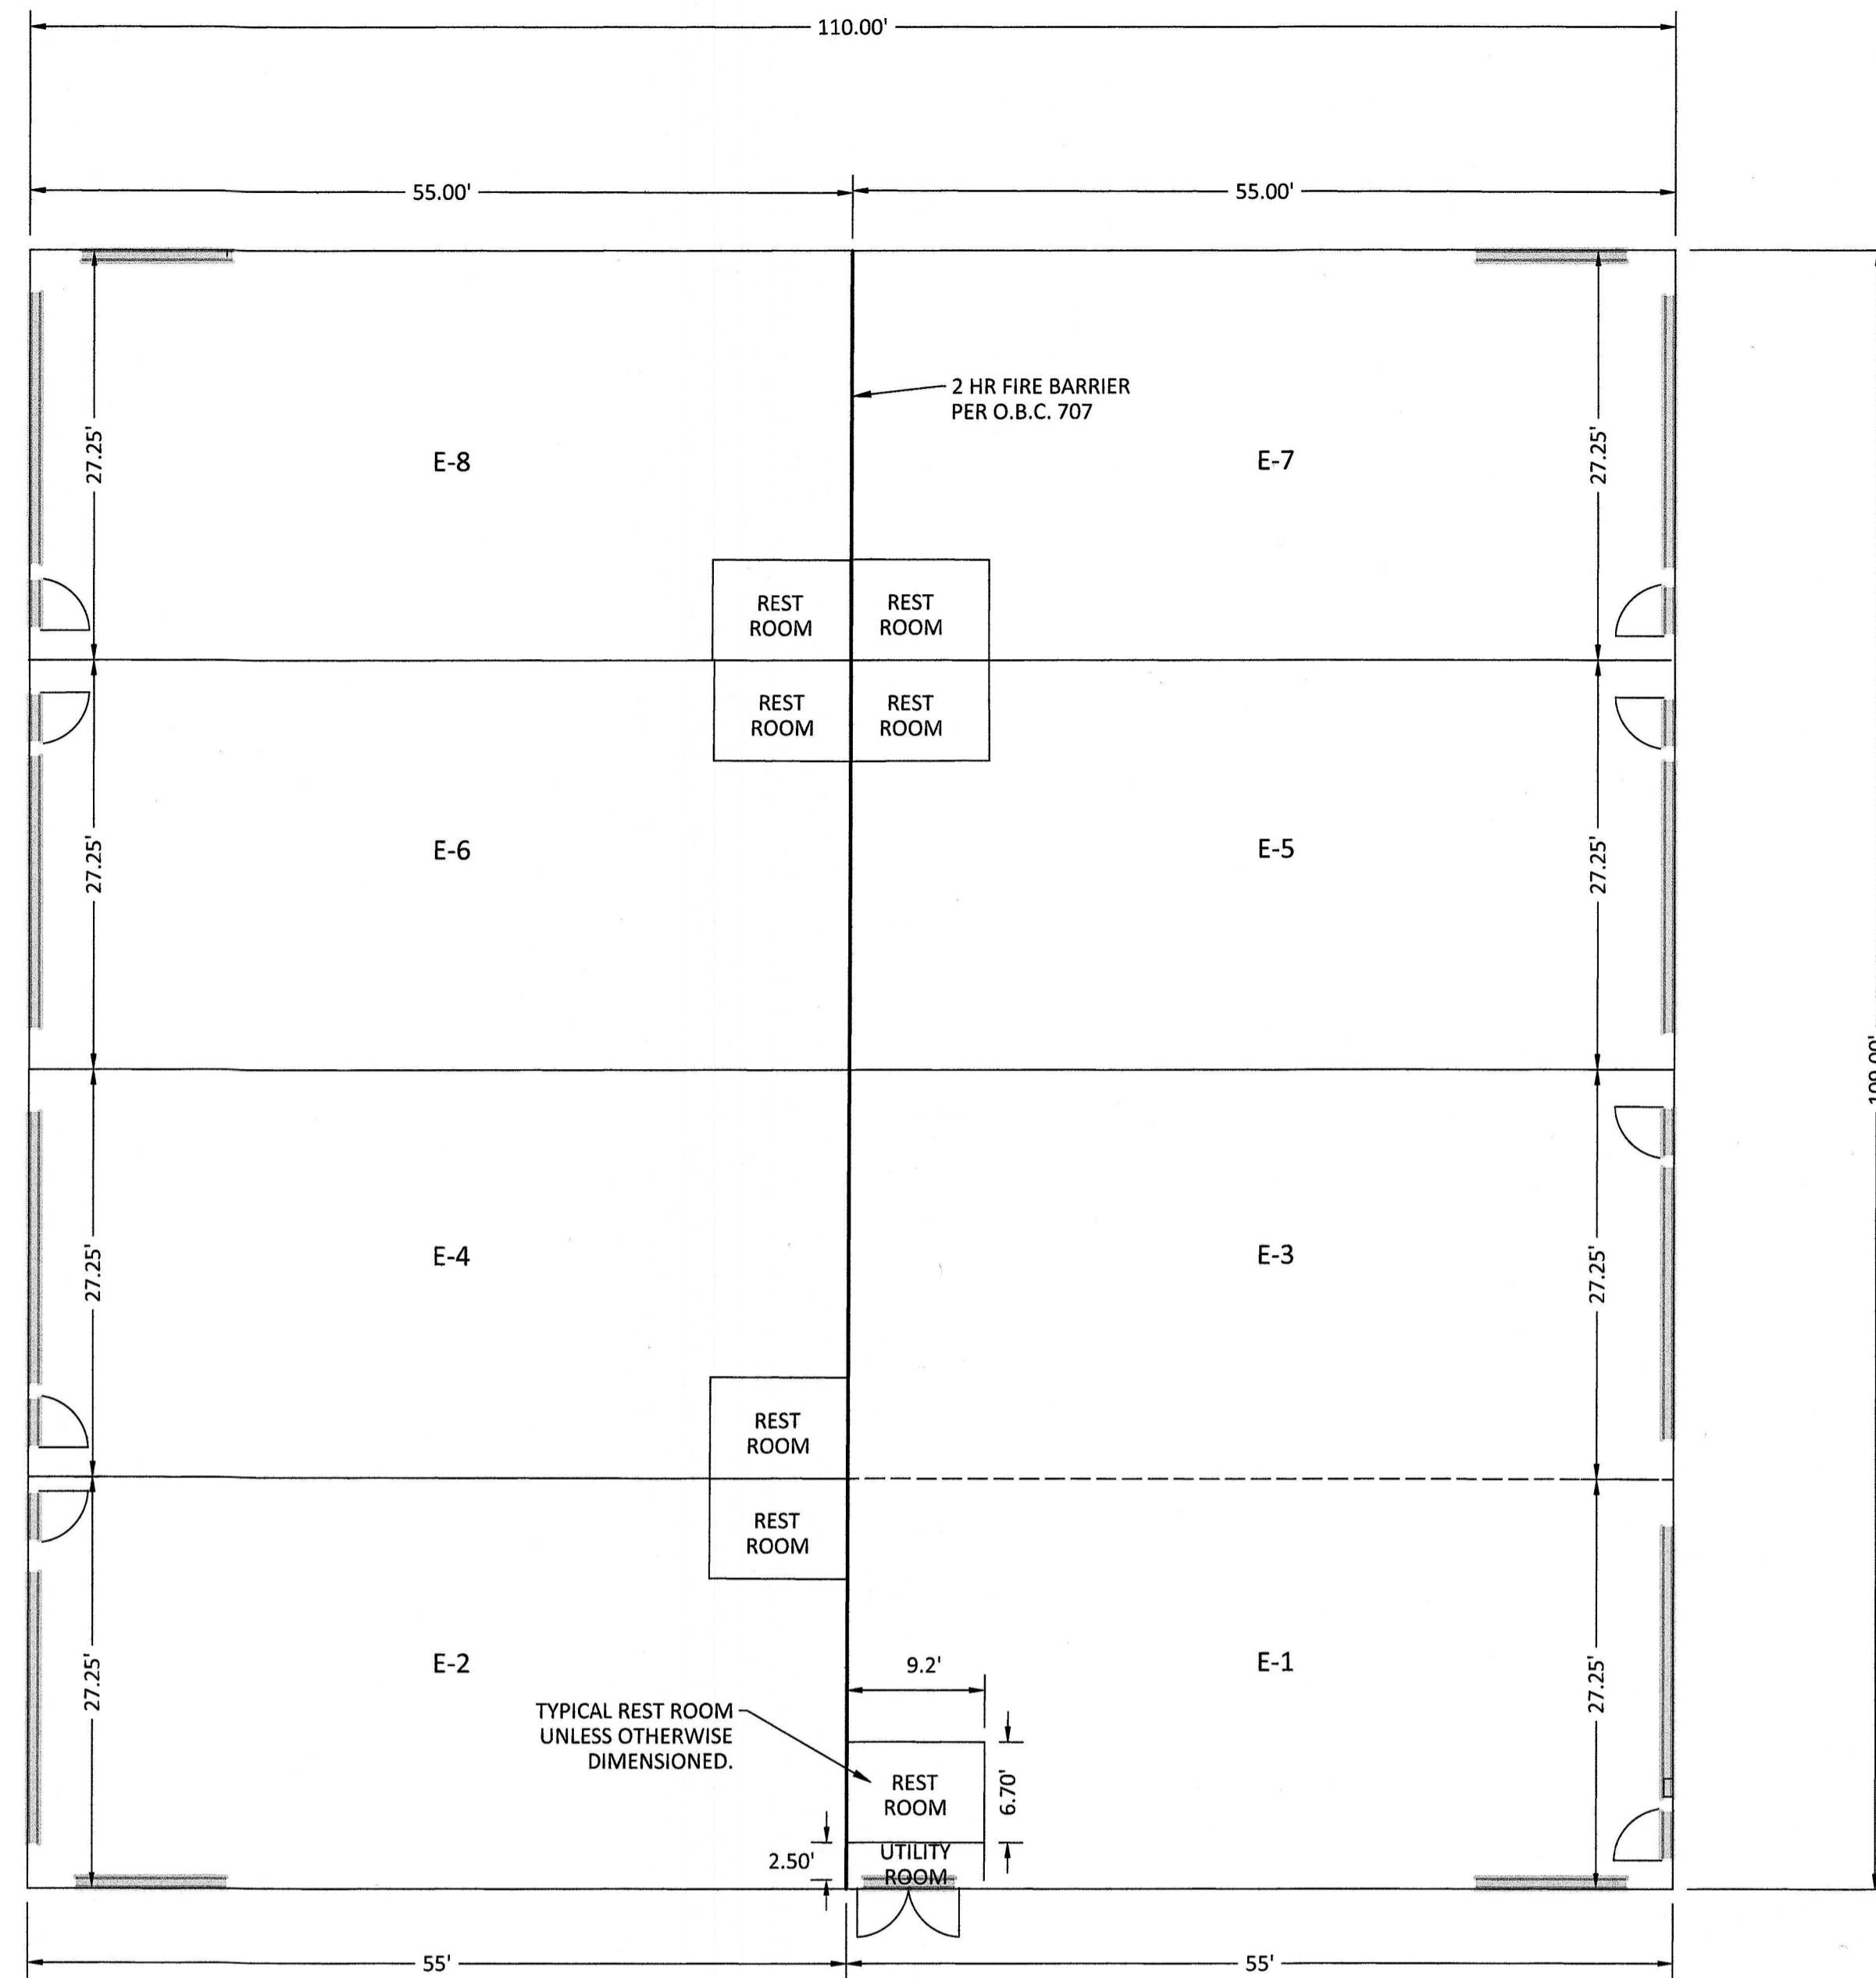 110.00'
55.00'
55.00'
2 HR FIRE BARRIER
PER O.B.C. 707
27.25'
E-8
E-7
27.25'
REST
ROOM
REST
ROOM
REST
ROOM
REST
ROOM
27.25'
E-6
E-5
27.25'
109.00'
27.25'
E-4
E-3
27.25'
REST
ROOM
REST
ROOM
27.25'
E-2
E-1
27.25'
9.2'
TYPICAL REST ROOM
UNLESS OTHERWISE
DIMENSIONED.
REST
ROOM
6.70'
2.50'
UTILITY
ROOM
55'
55'